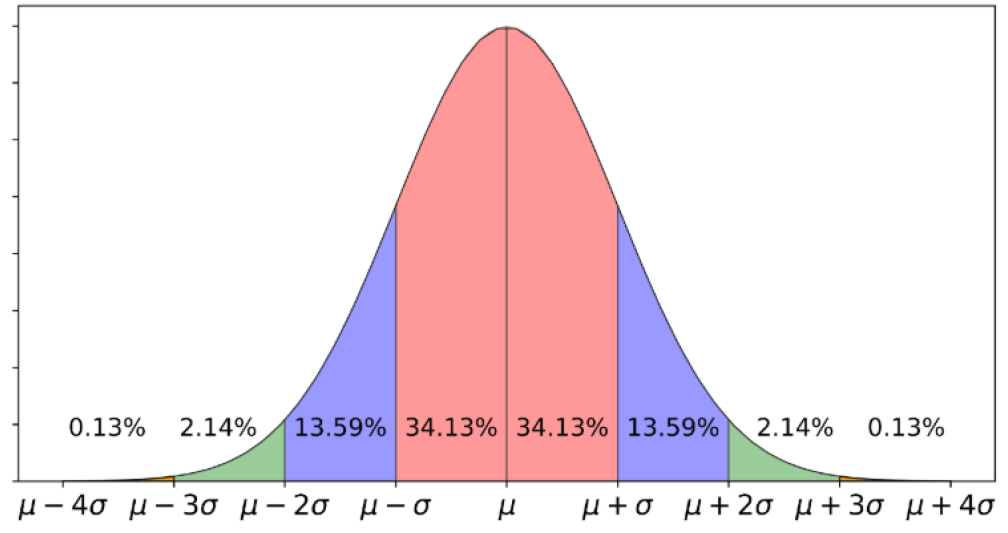 0.13% 2.14% 13.59% 34.13% 34.13% 13.59% 2.14% 0.13%
μ − 4σ μ − 3σ μ − 2σ μ − σ μ μ + σ μ + 2σ μ + 3σ μ + 4σ